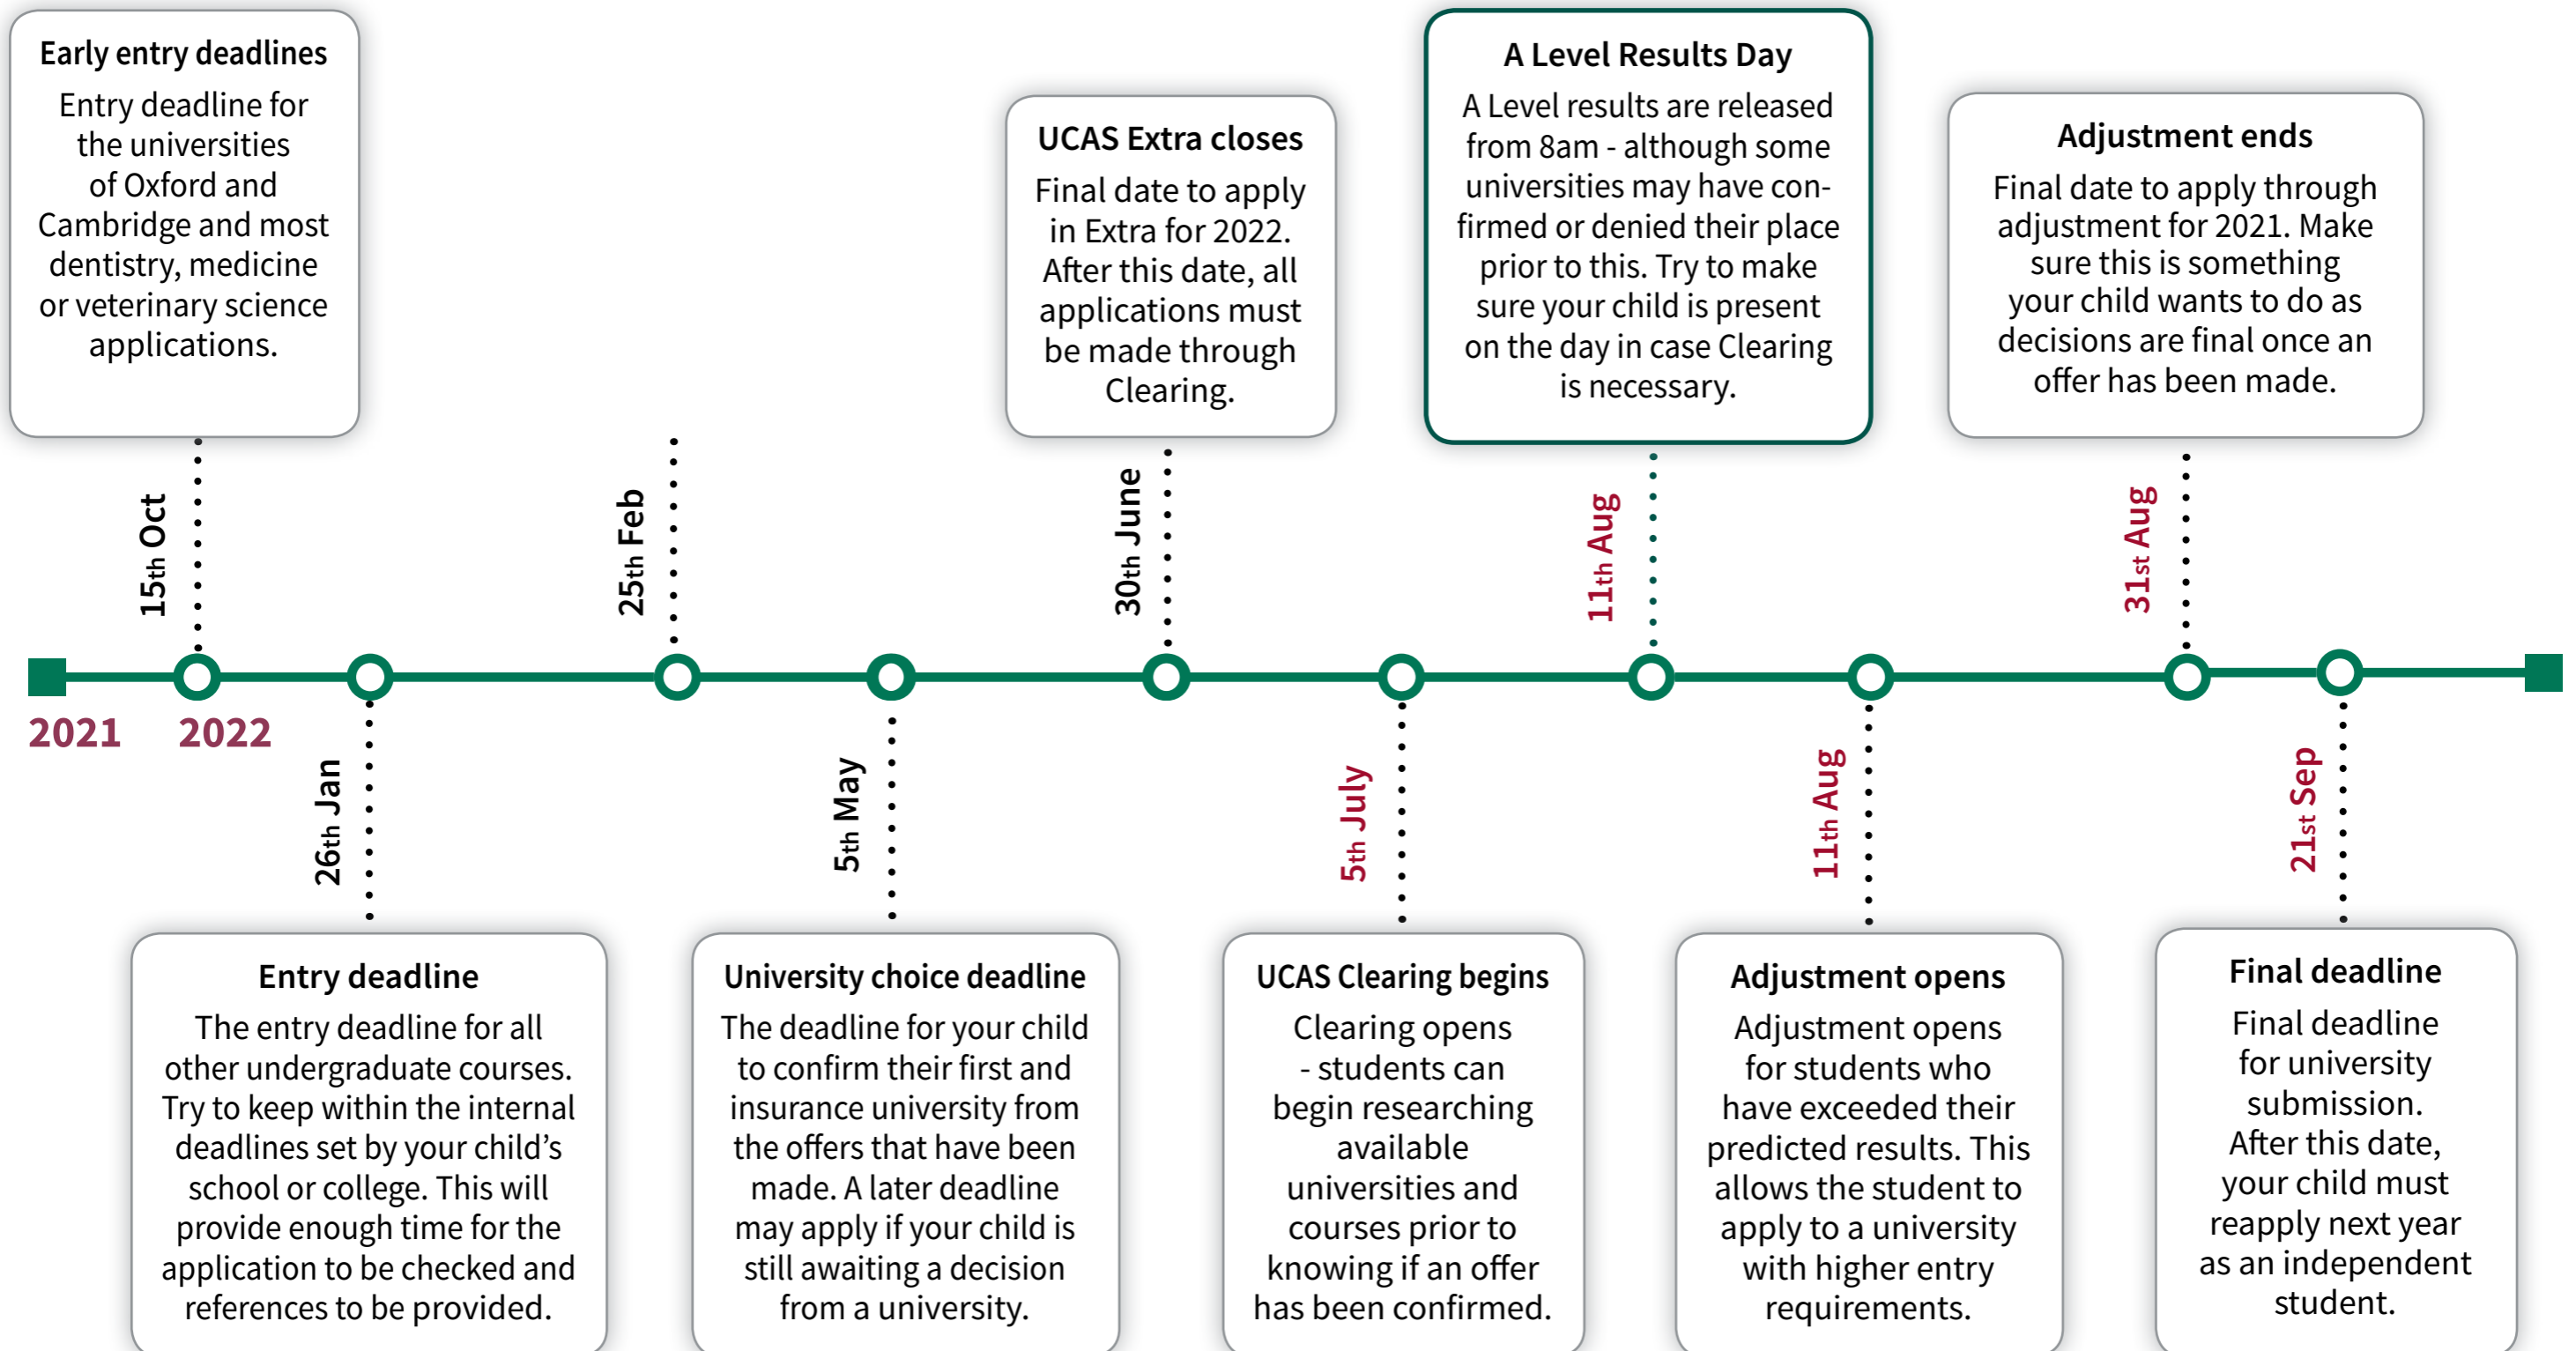 Early entry deadlines
Entry deadline for
the universities
of Oxford and
Cambridge and most
dentistry, medicine
or veterinary science
applications.
UCAS Extra closes
Final date to apply
in Extra for 2022.
After this date, all
applications must
be made through
Clearing.
A Level Results Day
A Level results are released
from 8am - although some
universities may have con-
firmed or denied their place
prior to this. Try to make
sure your child is present
on the day in case Clearing
is necessary.
Adjustment ends
Final date to apply through
adjustment for 2021. Make
sure this is something
your child wants to do as
decisions are final once an
offer has been made.
15th Oct
25th Feb
30th June
11th Aug
31st Aug
2021
2022
26th Jan
5th May
5th July
11th Aug
21st Sep
Entry deadline
The entry deadline for all
other undergraduate courses.
Try to keep within the internal
deadlines set by your child’s
school or college. This will
provide enough time for the
application to be checked and
references to be provided.
University choice deadline
The deadline for your child
to confirm their first and
insurance university from
the offers that have been
made. A later deadline
may apply if your child is
still awaiting a decision
from a university.
UCAS Clearing begins
Clearing opens
- students can
begin researching
available
universities and
courses prior to
knowing if an offer
has been confirmed.
Adjustment opens
Adjustment opens
for students who
have exceeded their
predicted results. This
allows the student to
apply to a university
with higher entry
requirements.
Final deadline
Final deadline
for university
submission.
After this date,
your child must
reapply next year
as an independent
student.